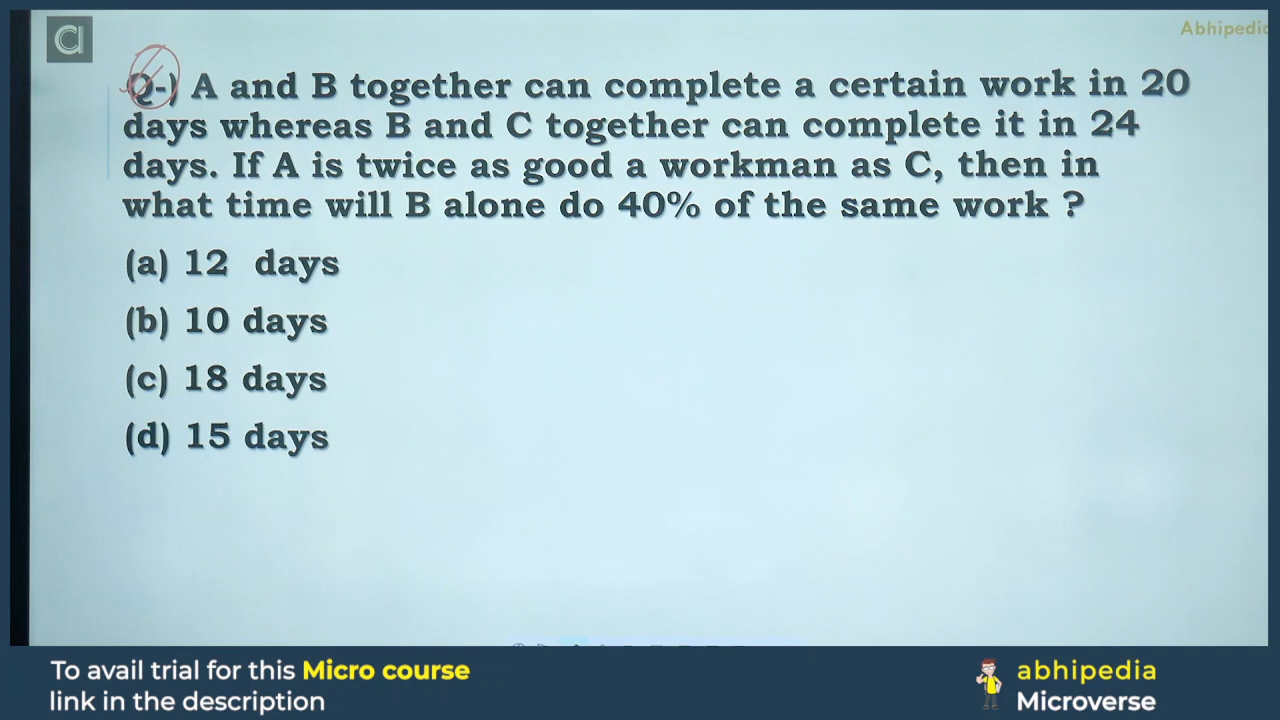 Abhipedia
Q-) A and B together can complete a certain work in 20
days whereas B and C together can complete it in 24
days. If A is twice as good a workman as C, then in
what time will B alone do 40% of the same work ?
(a) 12 days
(b) 10 days
(c) 18 days
(d) 15 days
To avail trial for this Micro course
link in the description
abhipedia
Microverse